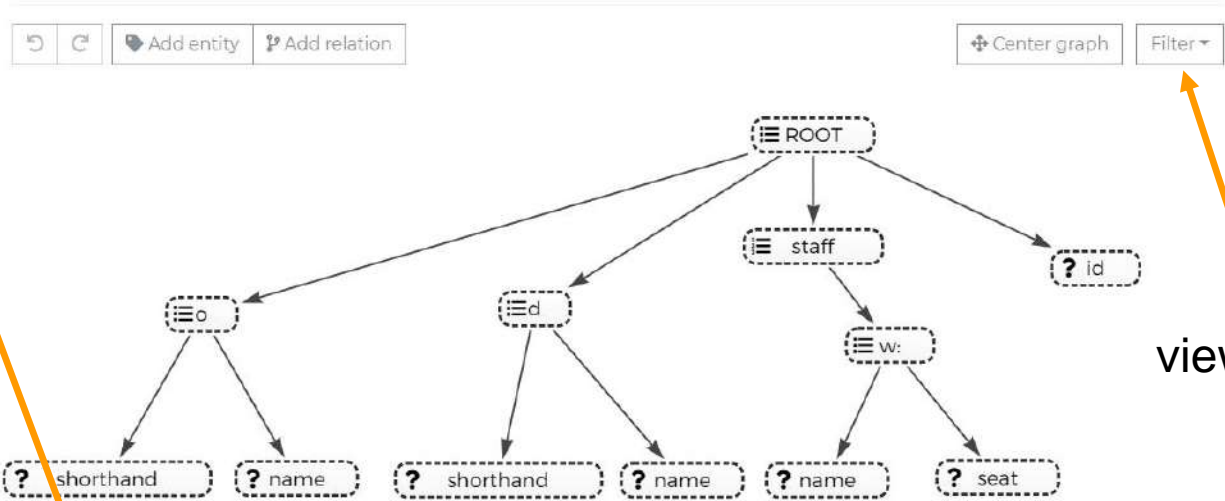 Add entity Add relation Center graph Filter
ROOT
staff
? id
o
d
w:
view
? shorthand ? name ? shorthand ? name ? name ? seat